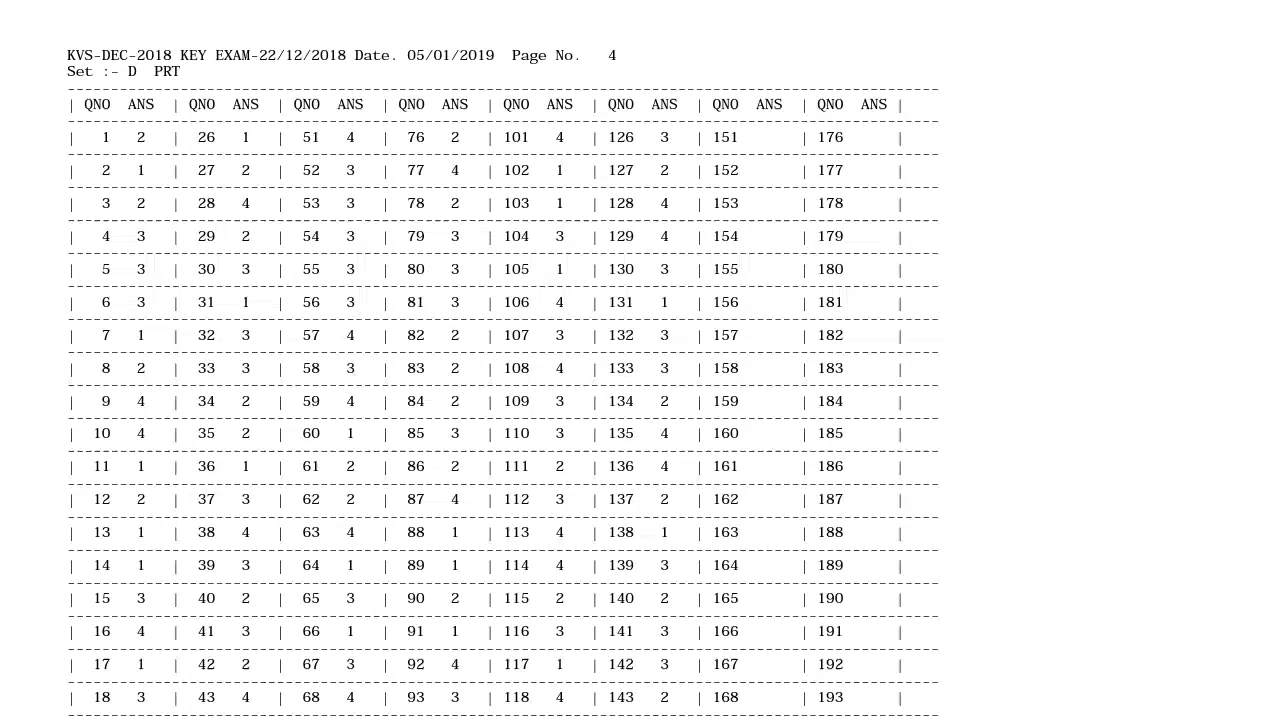 KVS-DEC-2018 KEY EXAM-22/12/2018 Date. 05/01/2019 Page No. 4
Set :- D PRT
| QNO ANS | QNO ANS | QNO ANS | QNO ANS | QNO ANS | QNO ANS | QNO ANS | QNO ANS |
| 1 2 | 26 1 | 51 4 | 76 2 | 101 4 | 126 3 | 151 | 176 |
| 2 1 | 27 2 | 52 3 | 77 4 | 102 1 | 127 2 | 152 | 177 |
| 3 2 | 28 4 | 53 3 | 78 2 | 103 1 | 128 4 | 153 | 178 |
| 4 3 | 29 2 | 54 3 | 79 3 | 104 3 | 129 4 | 154 | 179 |
| 5 3 | 30 3 | 55 3 | 80 3 | 105 1 | 130 3 | 155 | 180 |
| 6 3 | 31 1 | 56 3 | 81 3 | 106 4 | 131 1 | 156 | 181 |
| 7 1 | 32 3 | 57 4 | 82 2 | 107 3 | 132 3 | 157 | 182 |
| 8 2 | 33 3 | 58 3 | 83 2 | 108 4 | 133 3 | 158 | 183 |
| 9 4 | 34 2 | 59 4 | 84 2 | 109 3 | 134 2 | 159 | 184 |
| 10 4 | 35 2 | 60 1 | 85 3 | 110 3 | 135 4 | 160 | 185 |
| 11 1 | 36 1 | 61 2 | 86 2 | 111 2 | 136 4 | 161 | 186 |
| 12 2 | 37 3 | 62 2 | 87 4 | 112 3 | 137 2 | 162 | 187 |
| 13 1 | 38 4 | 63 4 | 88 1 | 113 4 | 138 1 | 163 | 188 |
| 14 1 | 39 3 | 64 1 | 89 1 | 114 4 | 139 3 | 164 | 189 |
| 15 3 | 40 2 | 65 3 | 90 2 | 115 2 | 140 2 | 165 | 190 |
| 16 4 | 41 3 | 66 1 | 91 1 | 116 3 | 141 3 | 166 | 191 |
| 17 1 | 42 2 | 67 3 | 92 4 | 117 1 | 142 3 | 167 | 192 |
| 18 3 | 43 4 | 68 4 | 93 3 | 118 4 | 143 2 | 168 | 193 |